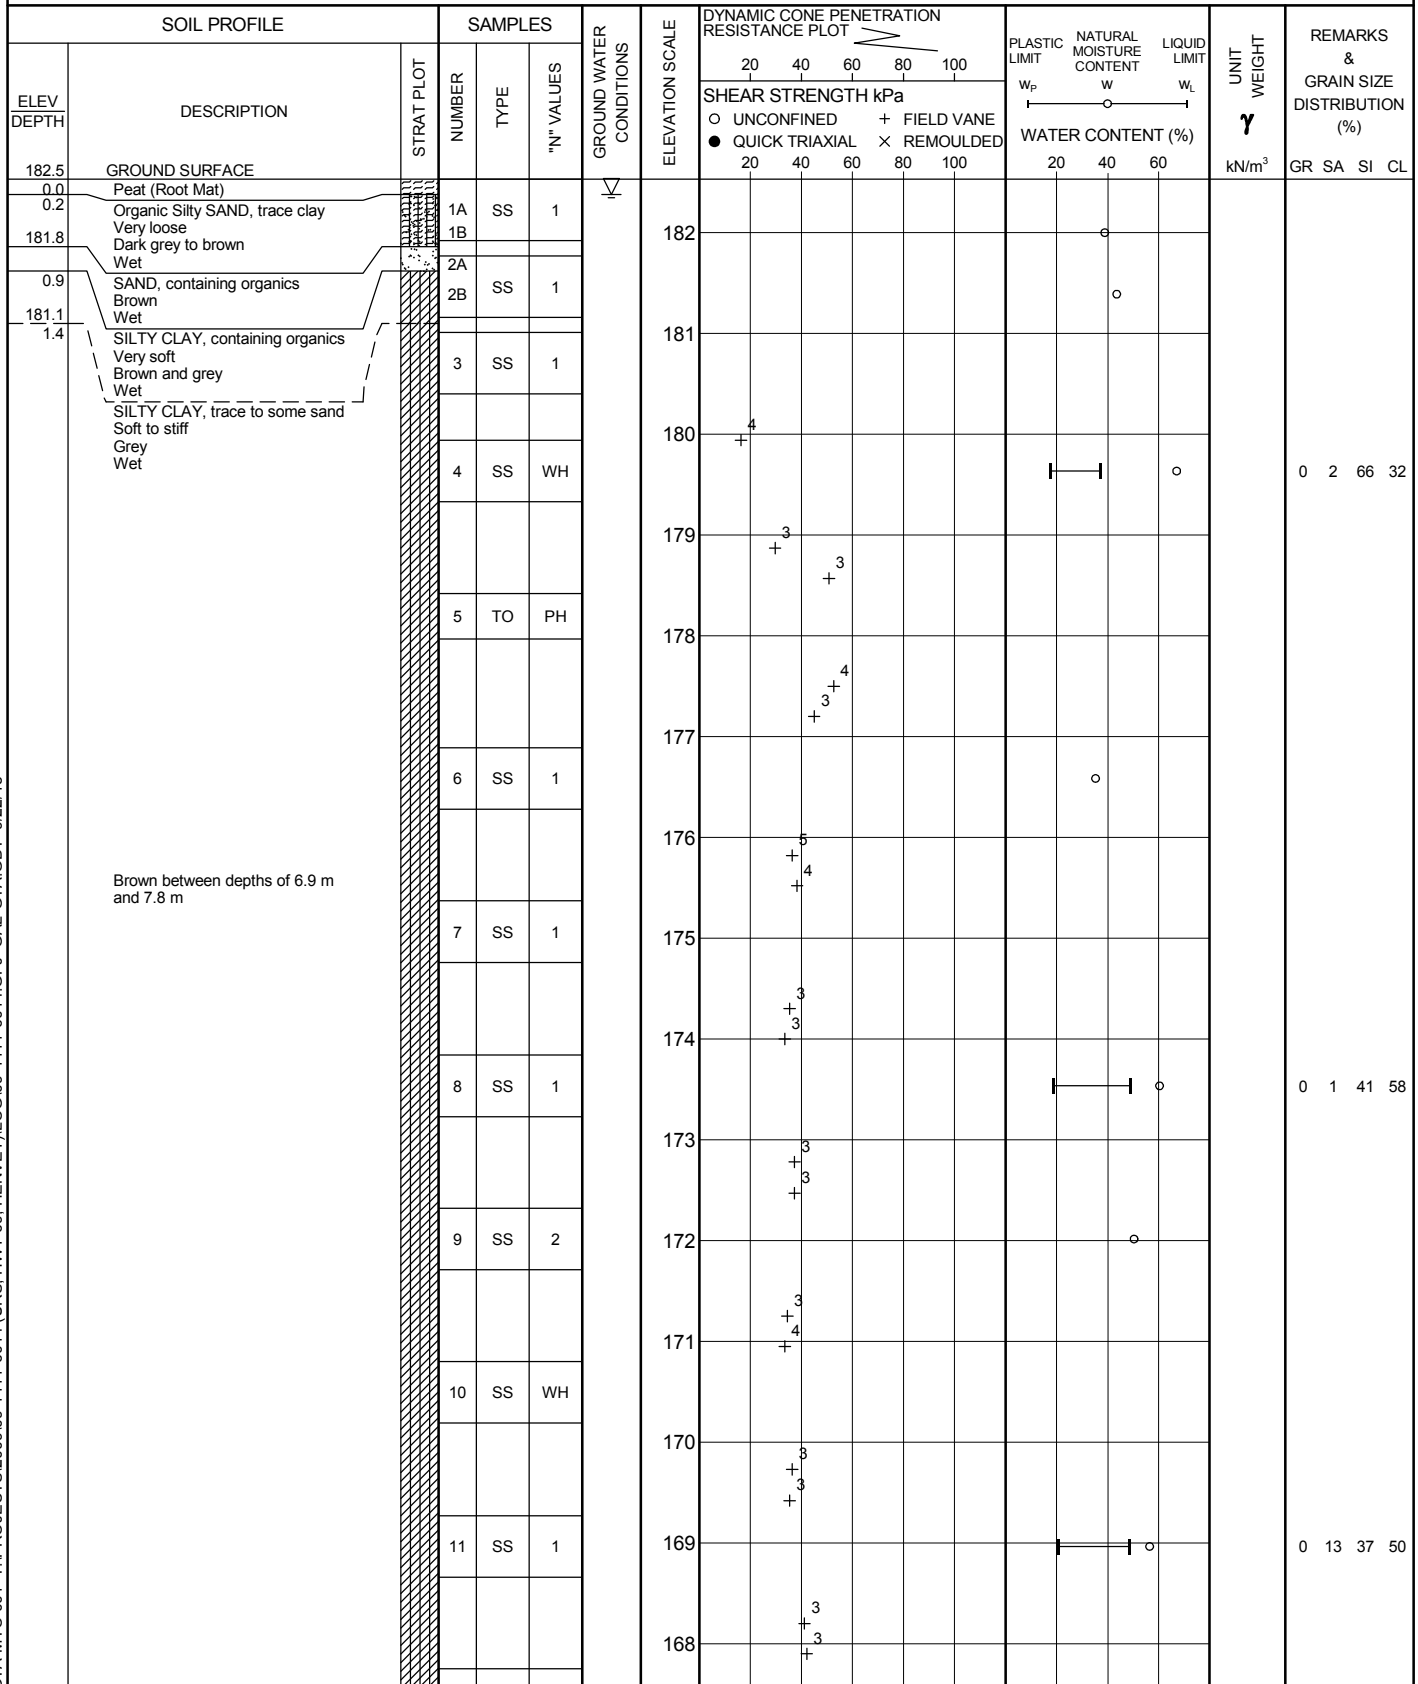 SOIL PROFILE
SAMPLES
GROUND WATER CONDITIONS
ELEVATION SCALE
DYNAMIC CONE PENETRATION
RESISTANCE PLOT
20 40 60 80 100
SHEAR STRENGTH kPa
UNCONFINED + FIELD VANE
QUICK TRIAXIAL × REMOULDED
20 40 60 80 100
PLASTIC LIMIT
NATURAL MOISTURE CONTENT
LIQUID LIMIT
WP W WL
WATER CONTENT (%)
20 40 60
UNIT WEIGHT
γ
kN/m³
REMARKS
&
GRAIN SIZE
DISTRIBUTION
(%)
GR SA SI CL
ELEV
DEPTH
DESCRIPTION
STRAT PLOT
NUMBER
TYPE
"N" VALUES
182.5 GROUND SURFACE
0.0 Peat (Root Mat)
0.2 Organic Silty SAND, trace clay
Very loose
Dark grey to brown
Wet
181.8
SAND, containing organics
Brown
Wet
0.9
181.1
1.4
SILTY CLAY, containing organics
Very soft
Brown and grey
Wet
SILTY CLAY, trace to some sand
Soft to stiff
Grey
Wet
Brown between depths of 6.9 m
and 7.8 m
1A SS 1
1B
2A
2B SS 1
3 SS 1
4 SS WH
5 TO PH
6 SS 1
7 SS 1
8 SS 1
9 SS 2
10 SS WH
11 SS 1
182
181
180
179
178
177
176
175
174
173
172
171
170
169
168
4
3
3
4
3
5
4
3
3
3
3
3
4
3
3
3
3
0 2 66 32
0 1 41 58
0 13 37 50